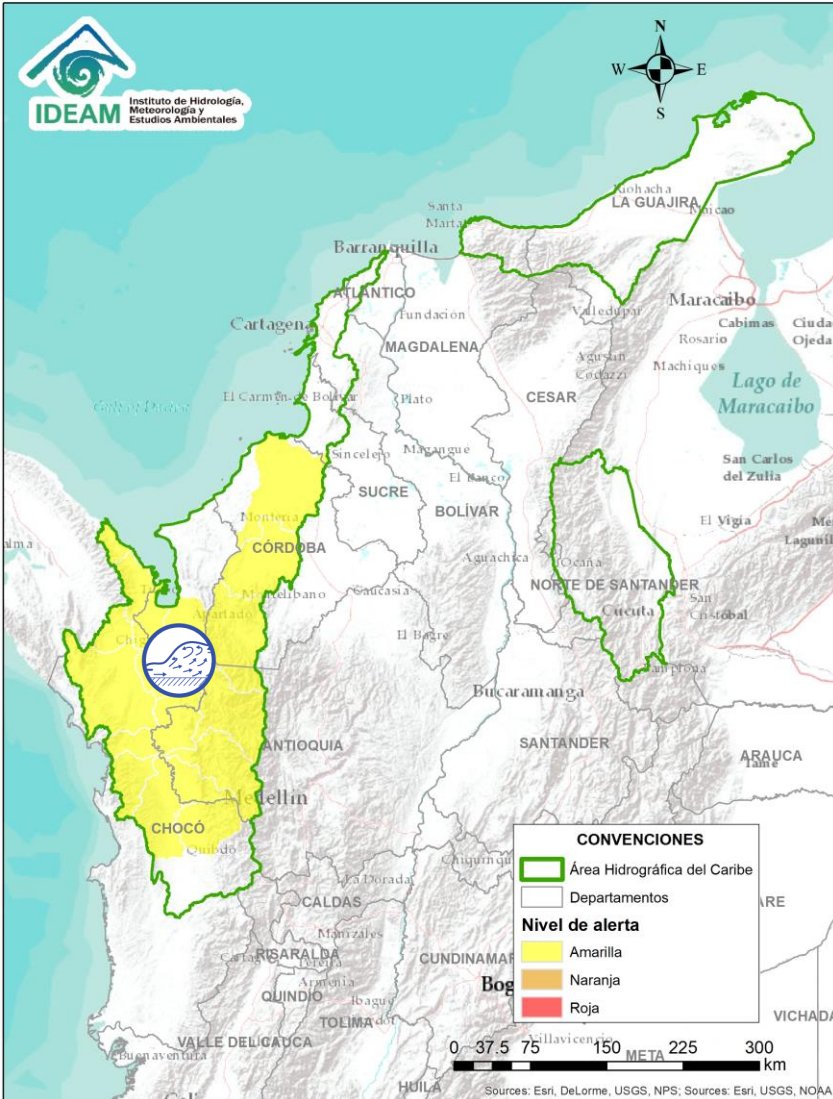 IDEAM
Instituto de Hidrología,
Meteorología y
Estudios Ambientales
N
W
E
S
Riohacha
LA GUAJIRA
Maicao
Santa
Marta
Barranquilla
ATLÁNTICO
Maracaibo
Fundación
Valledupar
Cabimas
Ciudad
Ojeda
Cartagena
Rosario
MAGDALENA
Machiques
Agustín
Codazzi
Lago de
Maracaibo
El Carmen de Bolívar
Plato
CESAR
Sincelejo
Magangué
San Carlos
del Zulia
El Banco
SUCRE
BOLÍVAR
Montería
El Vigía
CÓRDOBA
Aguachica
Ocaña
NORTE DE SANTANDER
Montelíbano
Caucasia
Cúcuta
San
Cristóbal
Apartadó
El Bagre
Pamplona
Bucaramanga
ANTIOQUIA
SANTANDER
ARAUCA
Tame
Medellín
CHOCÓ
Quibdó
Chiquinqu
La Dorada
CALDAS
Manizales
RISARALDA
Pereira
CUNDINAMAR
Armenia
QUINDÍO
Ibagué
Bog
TOLIMA
VICHADA
VALLE DEL CAUCA
Villavicencio
Buenaventura
META
HUILA
CONVENCIONES
Área Hidrográfica del Caribe
Departamentos
Nivel de alerta
Amarilla
Naranja
Roja
0 37.5 75 150 225 300
km
Sources: Esri, DeLorme, USGS, NPS; Sources: Esri, USGS, NOAA